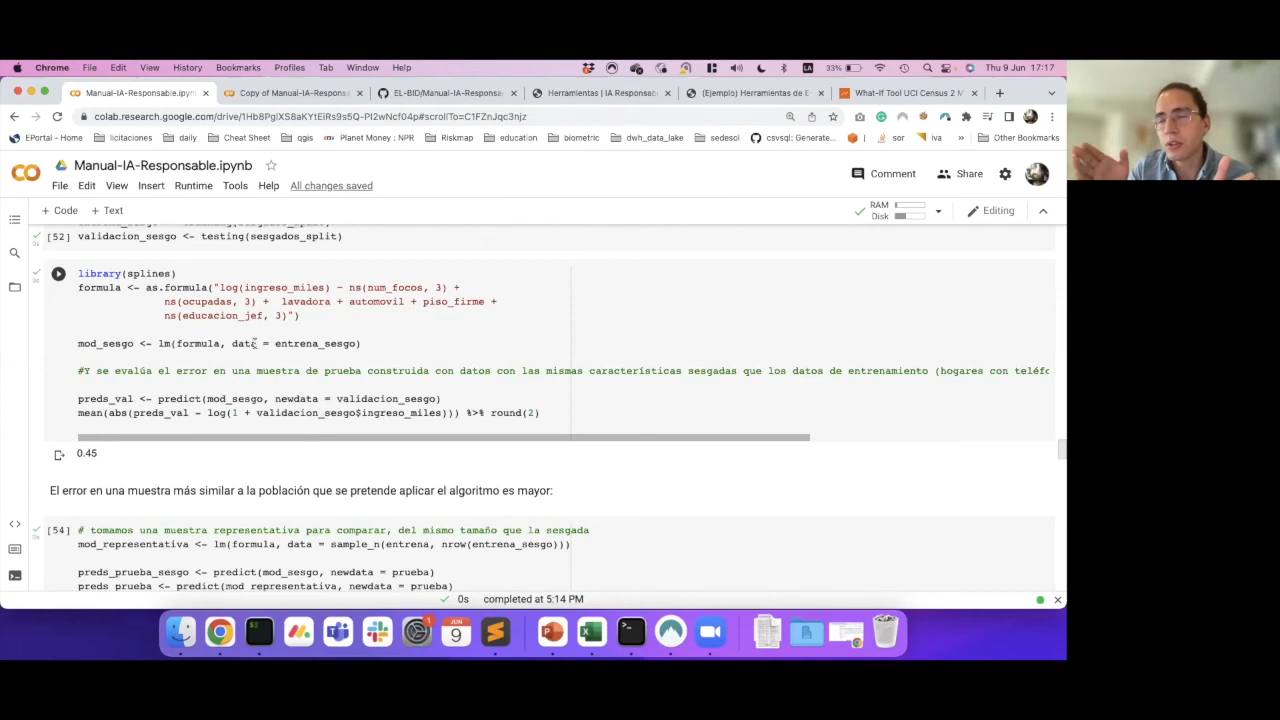 Chrome File Edit View History Bookmarks Profiles Tab Window Help
LA 33% Thu 9 Jun 17:17
Manual-IA-Responsable.ipynb Copy of Manual-IA-Respons EL-BID/Manual-IA-Responsab Herramientas | IA Responsabl (Ejemplo) Herramientas de E What-If Tool UCI Census 2 M
colab.research.google.com/drive/1Hb8PglXS8aKYtEiRs9s5Q-PI2wNcf04p#scrollTo=C1FZnJqc3njz
EPortal - Home licitaciones daily Cheat Sheet qgis Planet Money : NPR Riskmap education biometric dwh_data_lake sedesol csvsql: Generate... sor iva » Other Bookmarks
Manual-IA-Responsable.ipynb
File Edit View Insert Runtime Tools Help All changes saved
Comment Share
+ Code + Text
RAM
Disk
Editing
[52] validacion_sesgo <- testing(sesgados_split)
library(splines)
formula <- as.formula("log(ingreso_miles) ~ ns(num_focos, 3) +
ns(ocupadas, 3) + lavadora + automovil + piso_firme +
ns(educacion_jef, 3)")
mod_sesgo <- lm(formula, data = entrena_sesgo)
#Y se evalúa el error en una muestra de prueba construida con datos con las mismas características sesgadas que los datos de entrenamiento (hogares con teléfo
preds_val <- predict(mod_sesgo, newdata = validacion_sesgo)
mean(abs(preds_val - log(1 + validacion_sesgo$ingreso_miles))) %>% round(2)
0.45
El error en una muestra más similar a la población que se pretende aplicar el algoritmo es mayor:
[54] # tomamos una muestra representativa para comparar, del mismo tamaño que la sesgada
mod_representativa <- lm(formula, data = sample_n(entrena, nrow(entrena_sesgo)))
preds_prueba_sesgo <- predict(mod_sesgo, newdata = prueba)
preds_prueba <- predict(mod_representativa, newdata = prueba)
0s completed at 5:14 PM
JUN
9
1